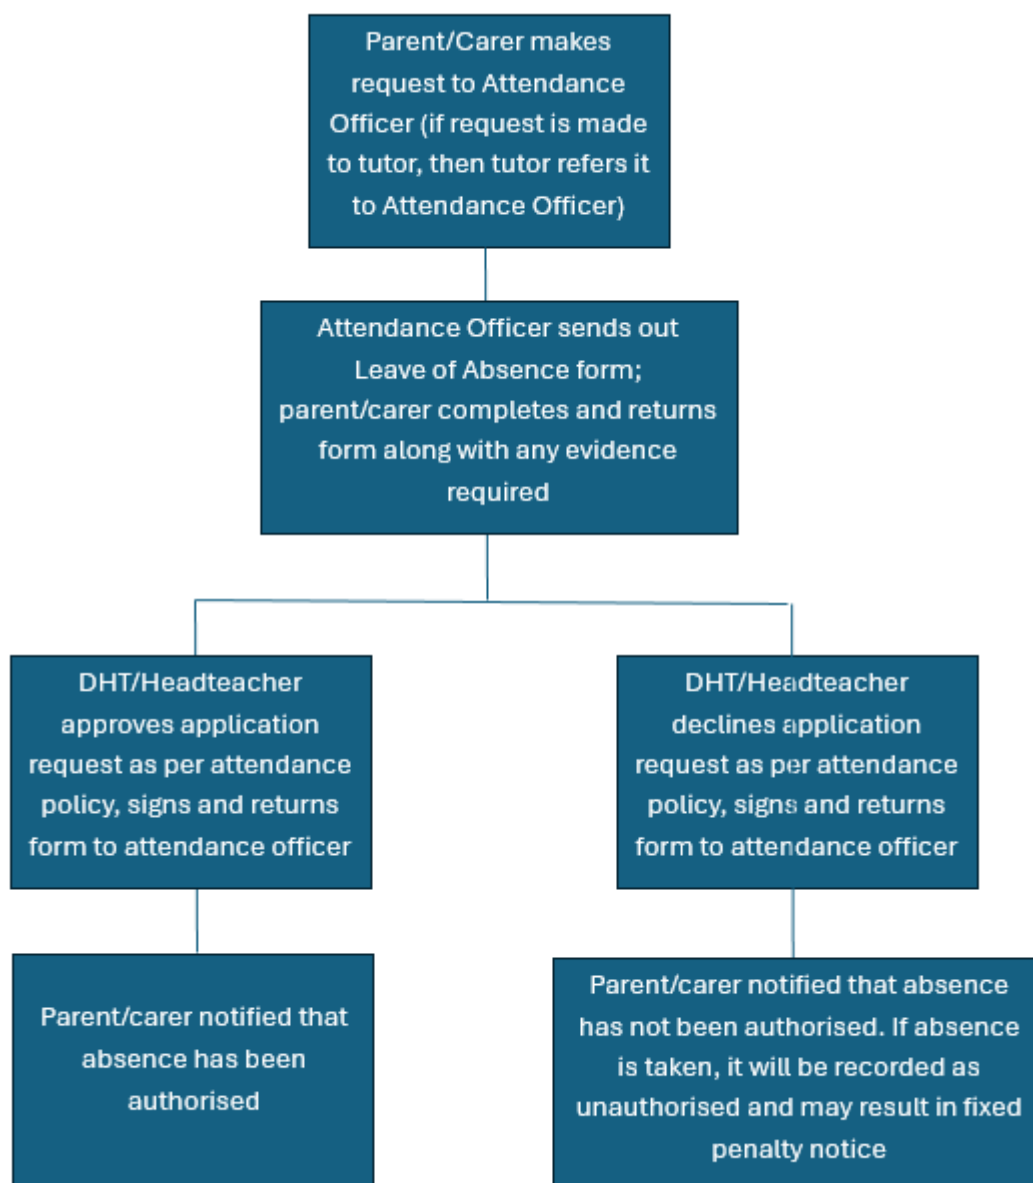 Parent/Carer makes
request to Attendance
Officer (if request is made
to tutor, then tutor refers it
to Attendance Officer)
Attendance Officer sends out
Leave of Absence form;
parent/carer completes and returns
form along with any evidence
required
DHT/Headteacher
approves application
request as per attendance
policy, signs and returns
form to attendance officer
DHT/Headteacher
declines application
request as per attendance
policy, signs and returns
form to attendance officer
Parent/carer notified that
absence has been
authorised
Parent/carer notified that absence
has not been authorised. If absence
is taken, it will be recorded as
unauthorised and may result in fixed
penalty notice